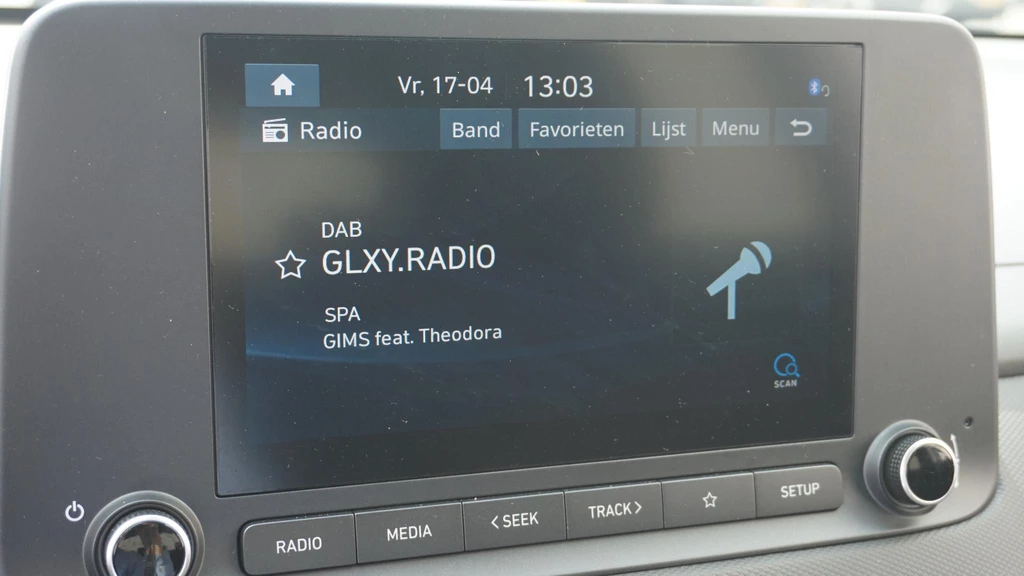 Vr, 17-04 13:03
Radio Band Favorieten Lijst Menu
DAB
GLXY.RADIO
SPA
GIMS feat. Theodora
SCAN
RADIO MEDIA <SEEK TRACK> SETUP